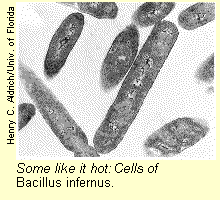 Henry C. Aldrich/Univ. of Florida
Some like it hot: Cells of
Bacillus infernus.